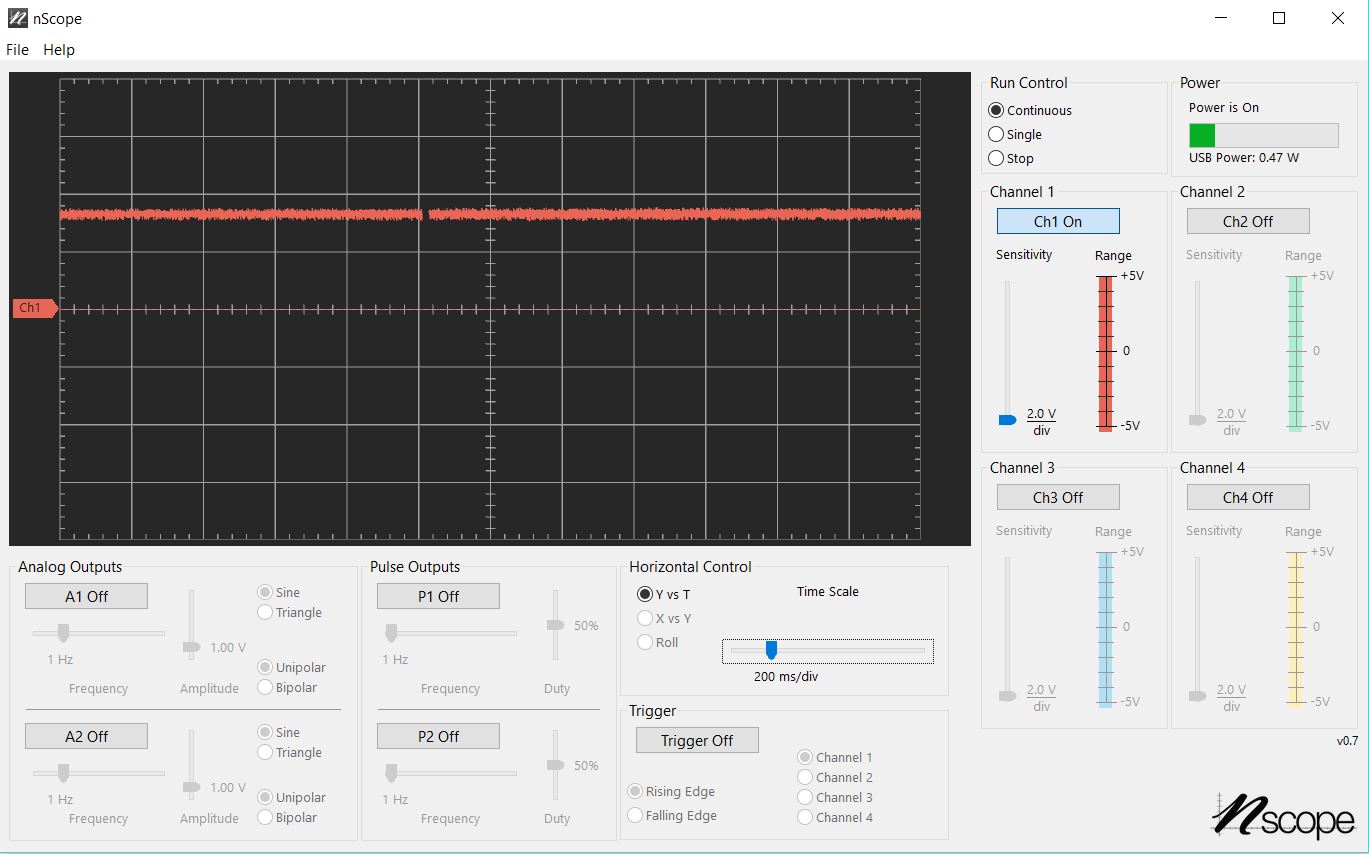 nScope
File Help
Ch1
Run Control
Continuous
Single
Stop
Power
Power is On
USB Power: 0.47 W
Channel 1
Ch1 On
Sensitivity
Range
+5V
0
-5V
2.0 V
div
Channel 2
Ch2 Off
Sensitivity
Range
+5V
0
-5V
2.0 V
div
Channel 3
Ch3 Off
Sensitivity
Range
+5V
0
-5V
2.0 V
div
Channel 4
Ch4 Off
Sensitivity
Range
+5V
0
-5V
2.0 V
div
Analog Outputs
A1 Off
Sine
Triangle
1.00 V
1 Hz
Unipolar
Bipolar
Frequency
Amplitude
A2 Off
Sine
Triangle
1.00 V
1 Hz
Unipolar
Bipolar
Frequency
Amplitude
Pulse Outputs
P1 Off
50%
1 Hz
Frequency
Duty
P2 Off
50%
1 Hz
Frequency
Duty
Horizontal Control
Y vs T
X vs Y
Roll
Time Scale
200 ms/div
Trigger
Trigger Off
Rising Edge
Falling Edge
Channel 1
Channel 2
Channel 3
Channel 4
v0.7
nscope